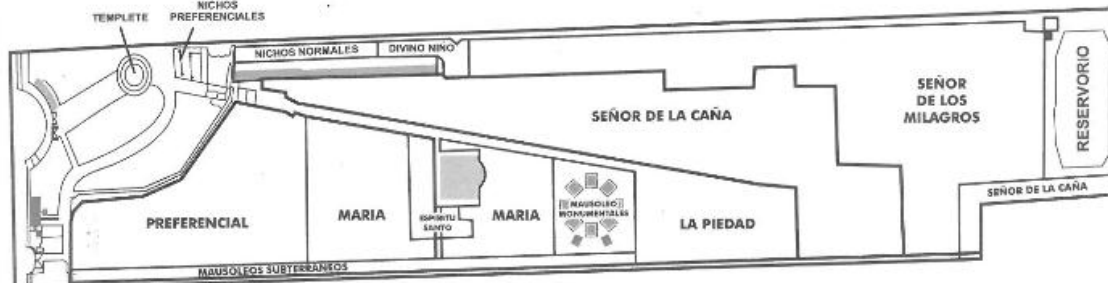 TEMPLETE
NICHOS
PREFERENCIALES
NICHOS NORMALES
DIVINO NIÑO
SEÑOR DE LA CAÑA
SEÑOR
DE LOS
MILAGROS
RESERVORIO
SEÑOR DE LA CAÑA
PREFERENCIAL
MARIA
ESPIRITU
SANTO
MARIA
MAUSOLEO
MONUMENTALES
LA PIEDAD
MAUSOLEOS SUBTERRANEOS